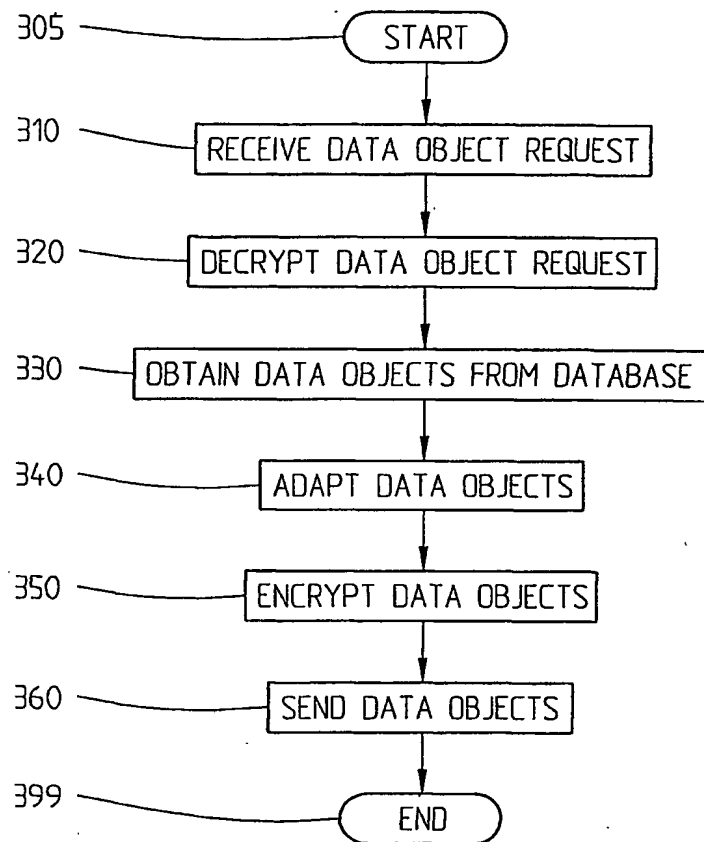 305 START
310 RECEIVE DATA OBJECT REQUEST
320 DECRYPT DATA OBJECT REQUEST
330 OBTAIN DATA OBJECTS FROM DATABASE
340 ADAPT DATA OBJECTS
350 ENCRYPT DATA OBJECTS
360 SEND DATA OBJECTS
399 END